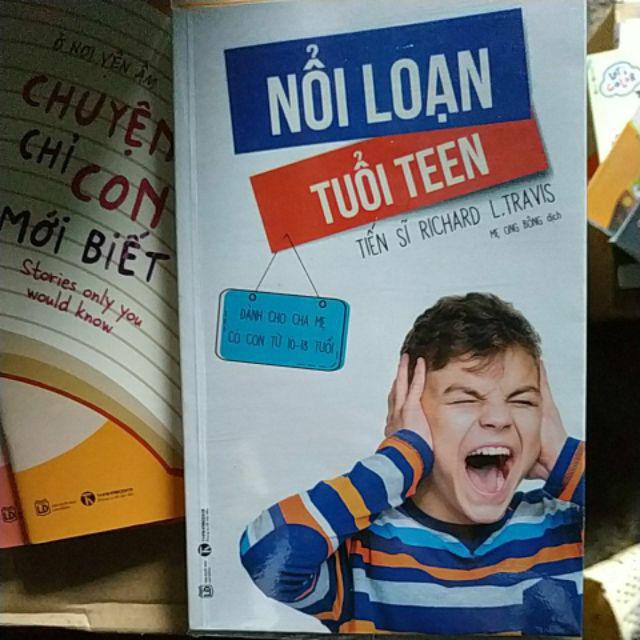 Ở NƠI YÊN ẤM
CHUYỆN
CHỈ CON
MỚI BIẾT
Stories only you
would know
NỔI LOẠN
TUỔI TEEN
TIẾN SĨ RICHARD L.TRAVIS
MẸ ONG BÔNG dịch
DÀNH CHO CHA MẸ
CÓ CON TỪ 10-18 TUỔI